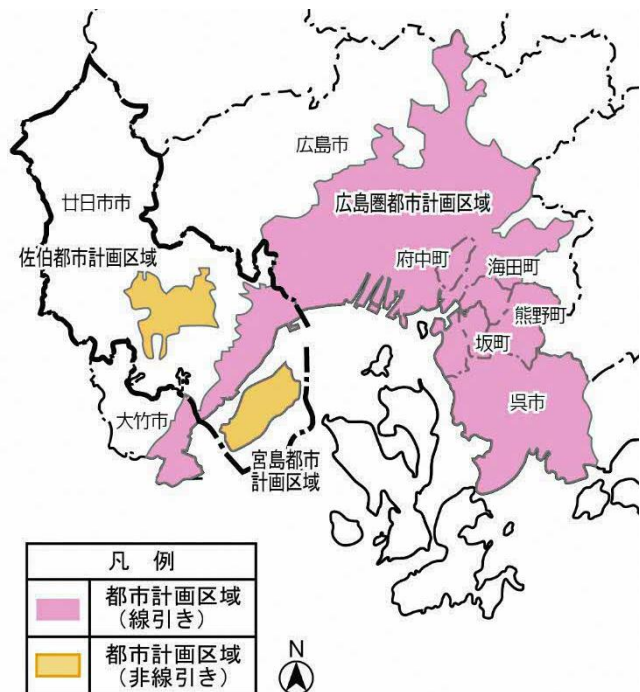 広島市
廿日市市
広島圏都市計画区域
佐伯都市計画区域
府中町
海田町
熊野町
坂町
呉市
大竹市
宮島都市
計画区域
凡 例
都市計画区域
（線引き）
都市計画区域
（非線引き）
N